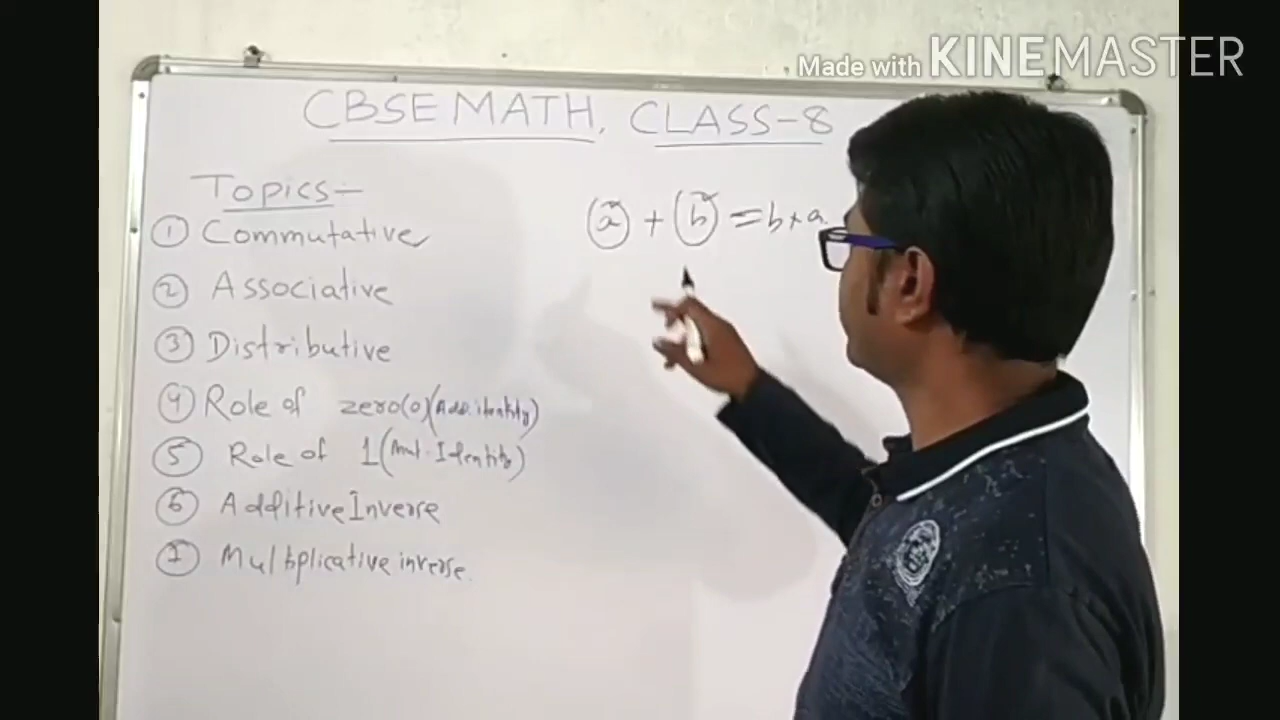 Made with KINEMASTER
CBSE MATH, CLASS-8
Topics-
① Commutative
② Associative
③ Distributive
④ Role of zero(0)(Add. identity)
⑤ Role of 1 (Mul. Identity)
⑥ Additive Inverse
⑦ Multiplicative inverse.
a + b = b + a